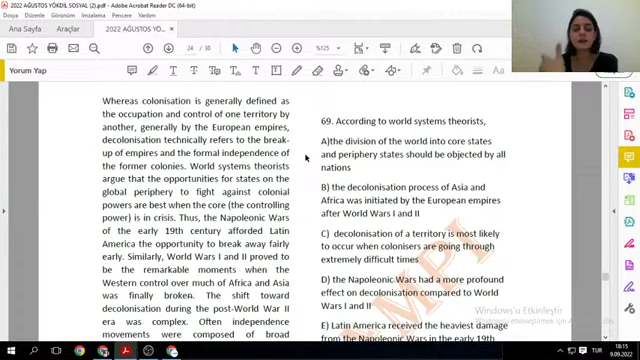 2022 AĞUSTOS YÖKDİL SOSYAL (2).pdf - Adobe Acrobat Reader DC (64-bit)
Dosya Düzenle Görüntüle İmzala Pencere Yardım
Ana Sayfa Araçlar 2022 AĞUSTOS YÖK...
24 / 30 %125
Yorum Yap
Whereas colonisation is generally defined as
the occupation and control of one territory by
another, generally by the European empires,
decolonisation technically refers to the break-
up of empires and the formal independence of
the former colonies. World systems theorists
argue that the opportunities for states on the
global periphery to fight against colonial
powers are best when the core (the controlling
power) is in crisis. Thus, the Napoleonic Wars
of the early 19th century afforded Latin
America the opportunity to break away fairly
early. Similarly, World Wars I and II proved to
be the remarkable moments when the
Western control over much of Africa and Asia
was finally broken. The shift toward
decolonisation during the post-World War II
era was complex. Often independence
movements were composed of broad
69. According to world systems theorists,
A)the division of the world into core states
and periphery states should be objected by all
nations
B) the decolonisation process of Asia and
Africa was initiated by the European empires
after World Wars I and II
C) decolonisation of a territory is most likely
to occur when colonisers are going through
extremely difficult times
D) the Napoleonic Wars had a more profound
effect on decolonisation compared to World
Wars I and II
E) Latin America received the heaviest damage
from the Napoleonic Wars in the early 19th
Windows'u Etkinleştir
TUR 18:15
9.09.2022